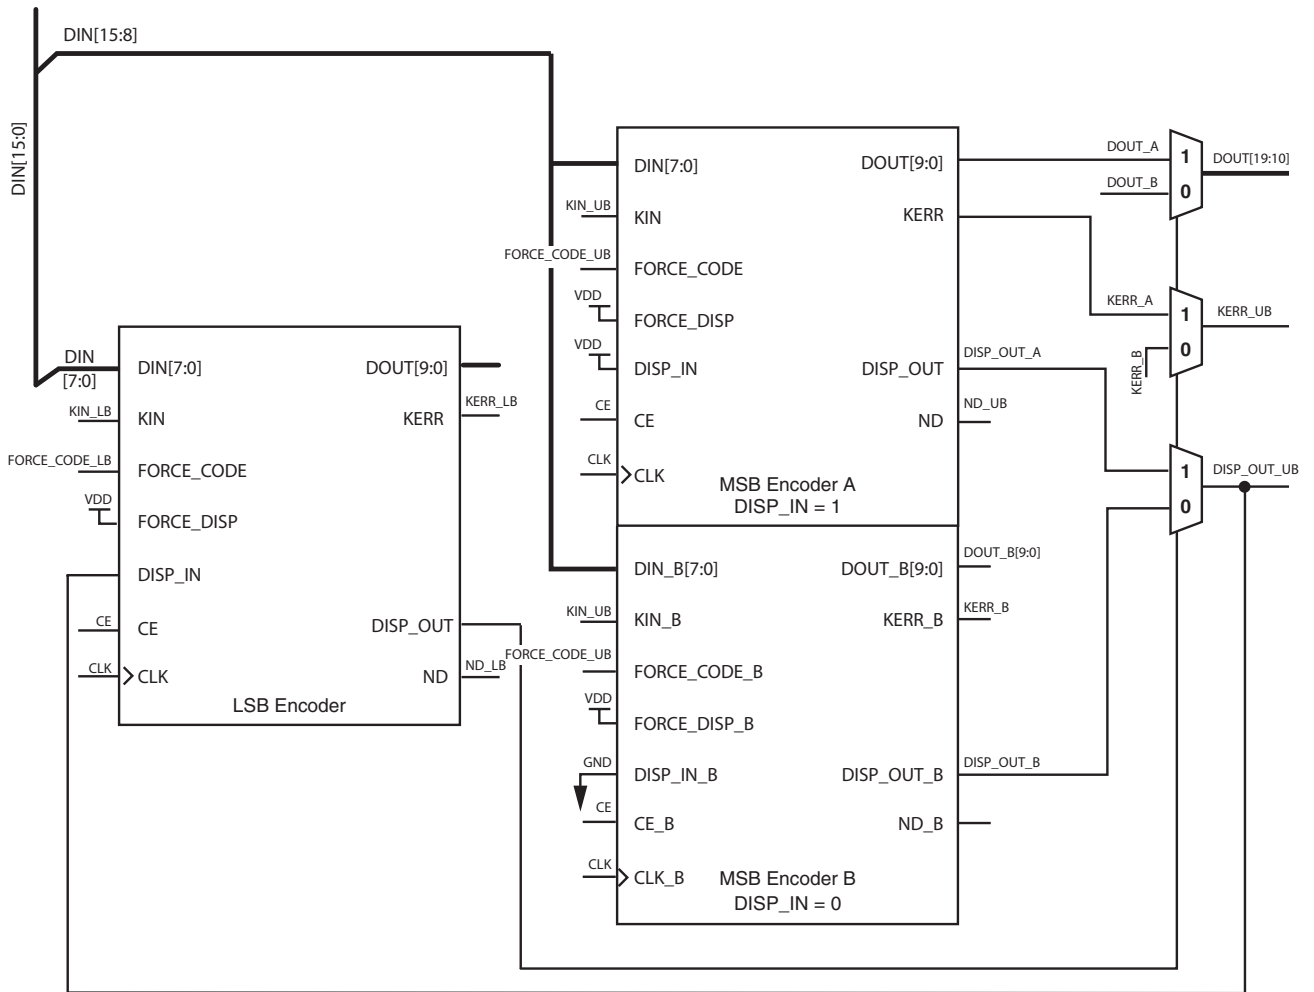 DIN[15:8]
DIN[15:0]
DIN
[7:0]
KIN_LB
FORCE_CODE_LB
VDD
CE
CLK
DIN[7:0]
KIN
FORCE_CODE
FORCE_DISP
DISP_IN
CE
CLK
DOUT[9:0]
KERR
DISP_OUT
ND
LSB Encoder
KERR_LB
ND_LB
KIN_UB
FORCE_CODE_UB
VDD
VDD
CE
CLK
DIN[7:0]
KIN
FORCE_CODE
FORCE_DISP
DISP_IN
CE
CLK
DOUT[9:0]
KERR
DISP_OUT
ND
MSB Encoder A
DISP_IN = 1
DISP_OUT_A
ND_UB
KIN_UB
FORCE_CODE_UB
VDD
GND
CE
CLK
DIN_B[7:0]
KIN_B
FORCE_CODE_B
FORCE_DISP_B
DISP_IN_B
CE_B
CLK_B
DOUT_B[9:0]
KERR_B
DISP_OUT_B
ND_B
MSB Encoder B
DISP_IN = 0
DOUT_B[9:0]
KERR_B
DISP_OUT_B
DOUT_A
DOUT_B
1
0
DOUT[19:10]
KERR_A
KERR_B
1
0
KERR_UB
1
0
DISP_OUT_UB